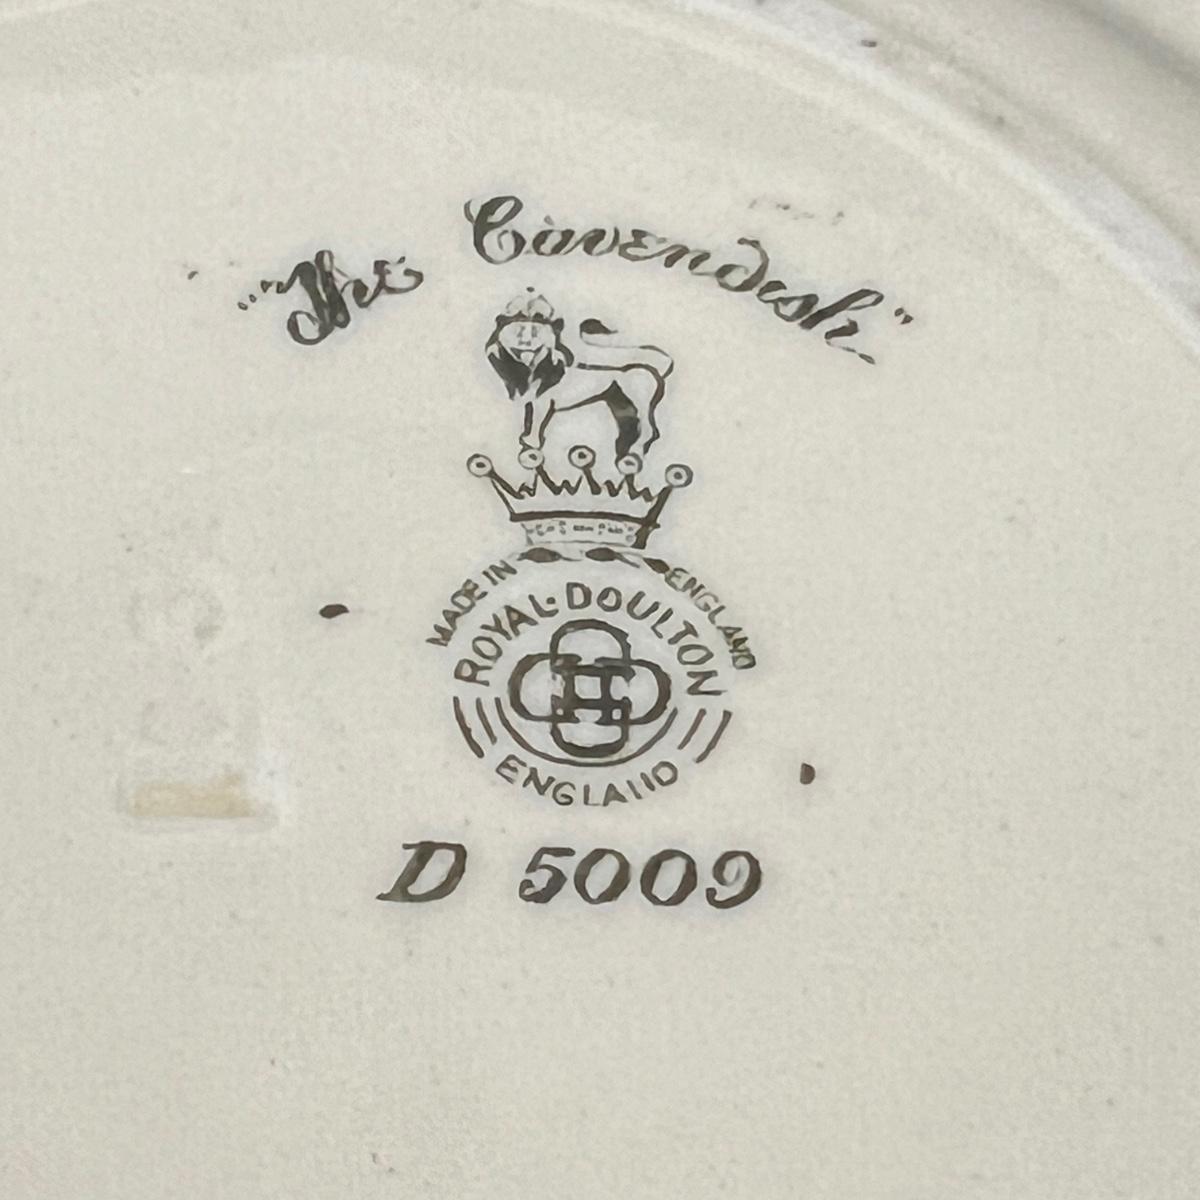 "The Cavendish"
MADE IN ENGLAND
ROYAL·DOULTON
ENGLAND
D 5009